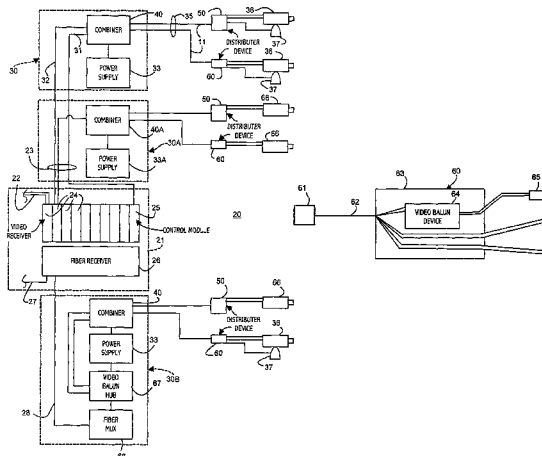 40
50
36
COMBINER
35
31
11
DISTRIBUTER
DEVICE
37
36
30
32
POWER
SUPPLY
33
60
37
COMBINER
50
66
DISTRIBUTER
DEVICE
40A
66
23
POWER
SUPPLY
33A
30A
60
22
24
25
20
VIDEO
RECEIVER
CONTROL MODULE
21
FIBER RECEIVER
26
27
61
62
63
60
64
VIDEO BALUN
DEVICE
65
40
50
66
COMBINER
DISTRIBUTER
DEVICE
36
POWER
SUPPLY
33
60
37
30B
VIDEO
BALUN
HUB
67
28
FIBER
MUX